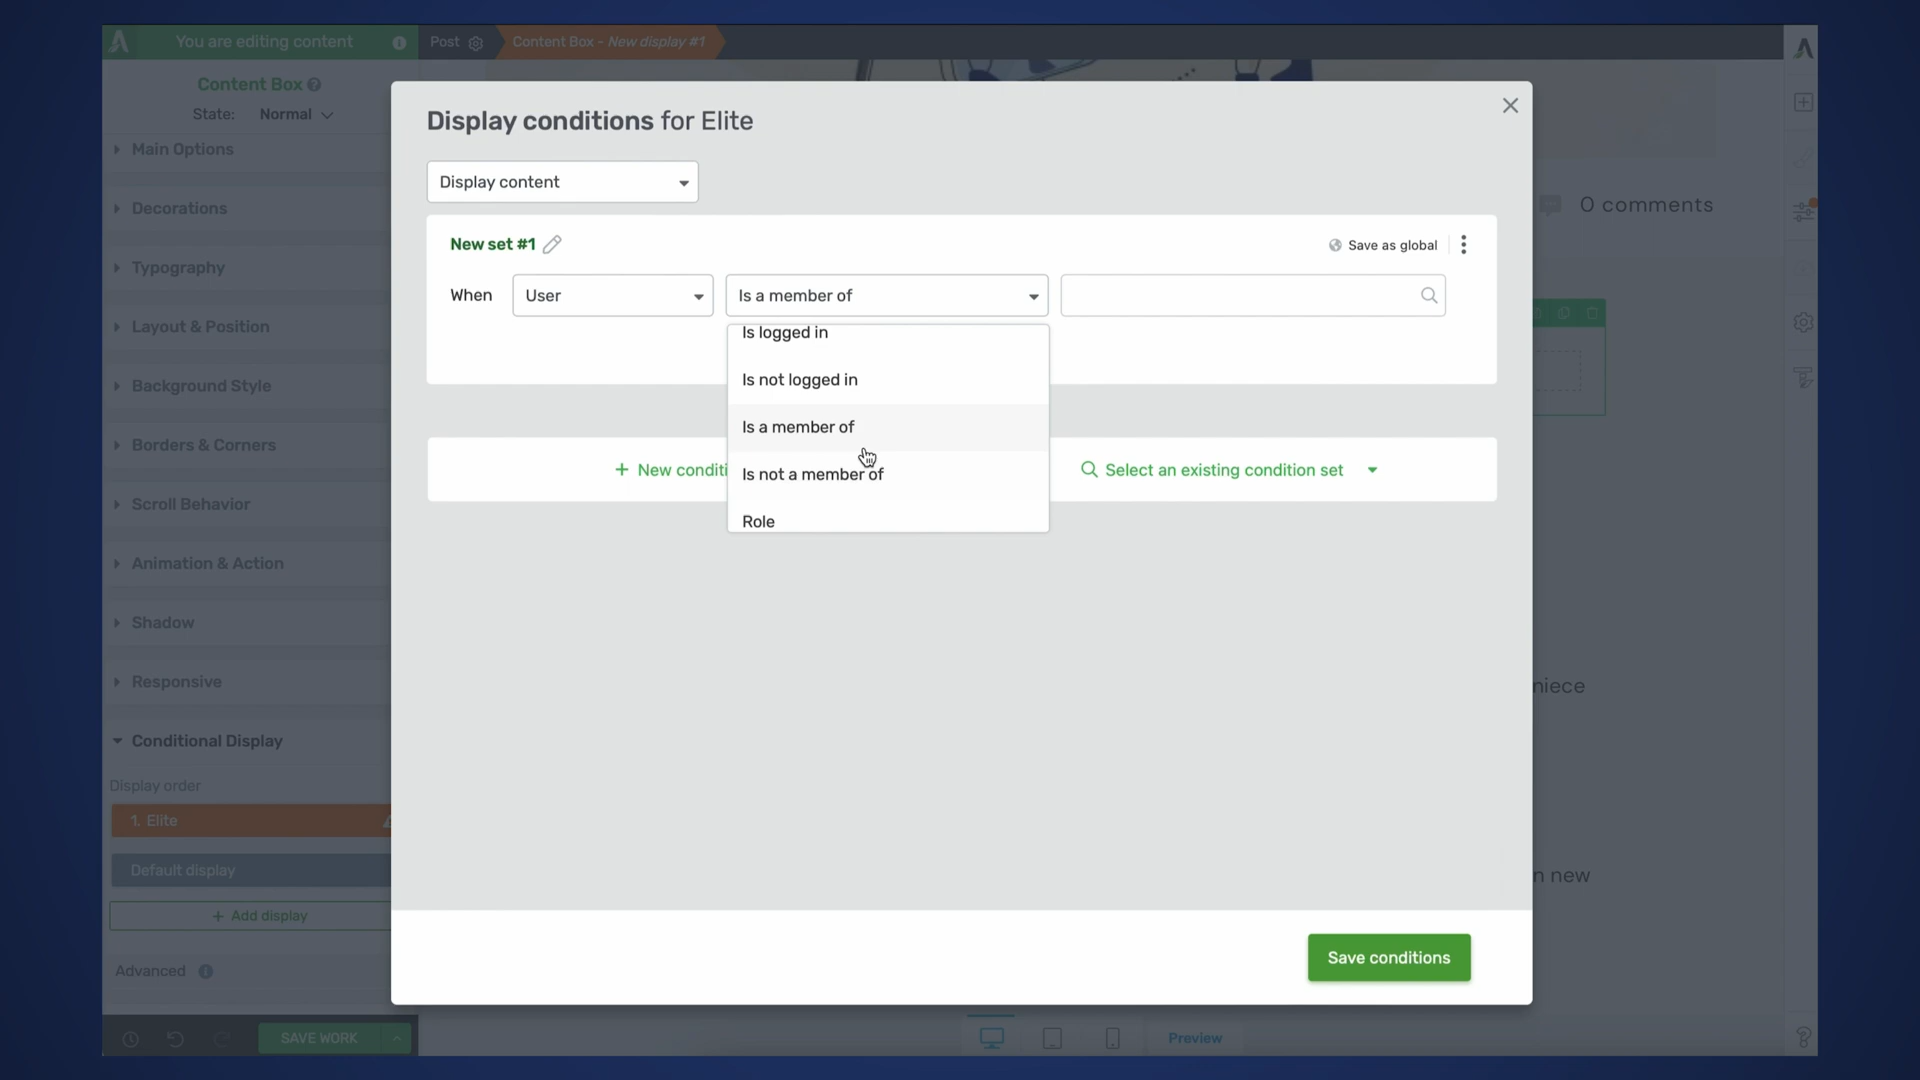 You are editing content
Post
Content Box - New display #1
Content Box
State: Normal
Main Options
Decorations
Typography
Layout & Position
Background Style
Borders & Corners
Scroll Behavior
Animation & Action
Shadow
Responsive
Conditional Display
Display order
1. Elite
Default display
+ Add display
Advanced
SAVE WORK
Display conditions for Elite
Display content
New set #1
Save as global
When
User
Is a member of
Is logged in
Is not logged in
Is a member of
Is not a member of
Role
+ New conditi
Select an existing condition set
Save conditions
0 comments
niece
n new
Preview